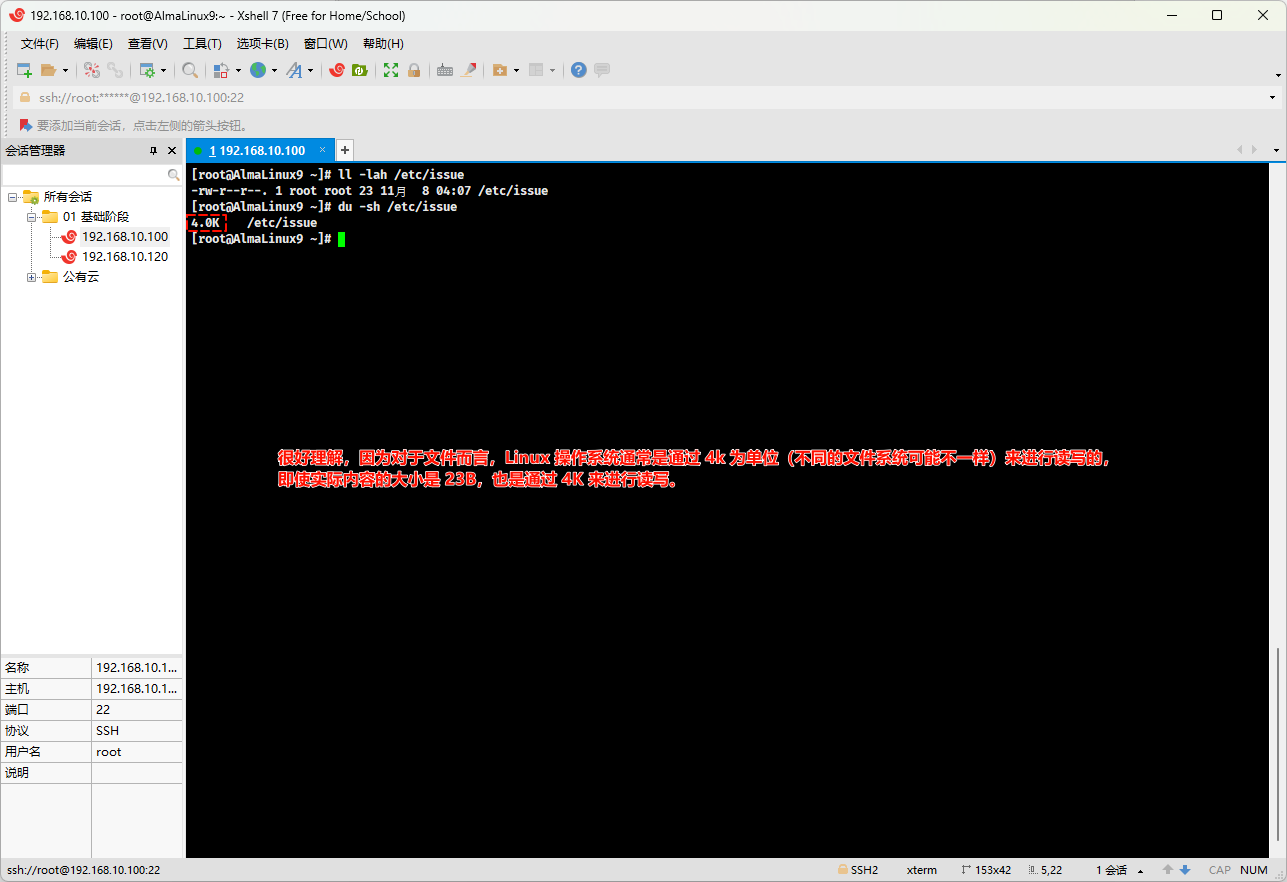 192.168.10.100 - root@AlmaLinux9:~ - Xshell 7 (Free for Home/School)
文件(F) 编辑(E) 查看(V) 工具(T) 选项卡(B) 窗口(W) 帮助(H)
ssh://root:******@192.168.10.100:22
要添加当前会话，点击左侧的箭头按钮。
会话管理器
1 192.168.10.100 × +
所有会话
01 基础阶段
192.168.10.100
192.168.10.120
公有云
[root@AlmaLinux9 ~]# ll -lah /etc/issue
-rw-r--r--. 1 root root 23 11月  8 04:07 /etc/issue
[root@AlmaLinux9 ~]# du -sh /etc/issue
4.0K    /etc/issue
[root@AlmaLinux9 ~]#
很好理解，因为对于文件而言，Linux 操作系统通常是通过 4k 为单位（不同的文件系统可能不一样）来进行读写的，
即使实际内容的大小是 23B，也是通过 4K 来进行读写。
名称 192.168.10.1...
主机 192.168.10.1...
端口 22
协议 SSH
用户名 root
说明
ssh://root@192.168.10.100:22 SSH2 xterm 153x42 5,22 1 会话 CAP NUM